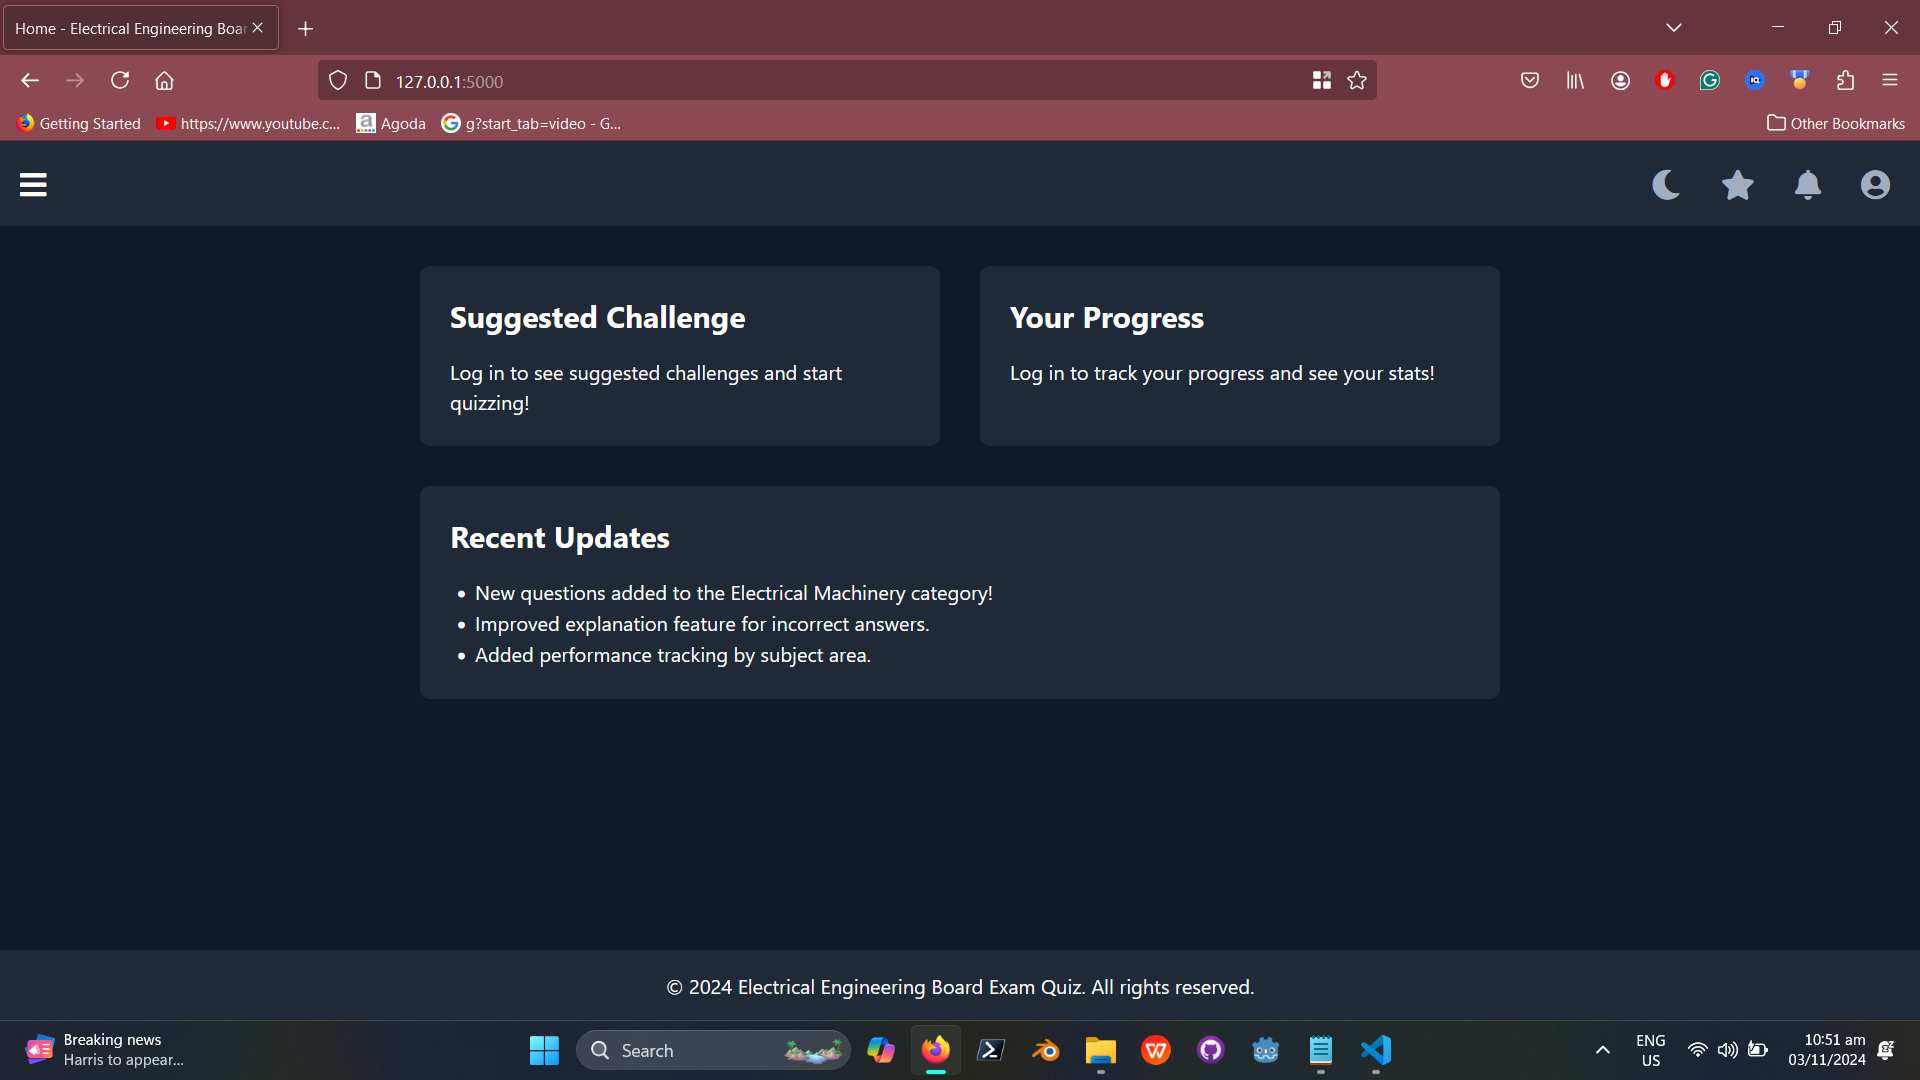 Home - Electrical Engineering Boar
127.0.0.1:5000
Getting Started
https://www.youtube.c...
Agoda
g?start_tab=video - G...
Other Bookmarks
Suggested Challenge
Log in to see suggested challenges and start
quizzing!
Your Progress
Log in to track your progress and see your stats!
Recent Updates
New questions added to the Electrical Machinery category!
Improved explanation feature for incorrect answers.
Added performance tracking by subject area.
© 2024 Electrical Engineering Board Exam Quiz. All rights reserved.
Breaking news
Harris to appear...
Search
ENG
US
10:51 am
03/11/2024